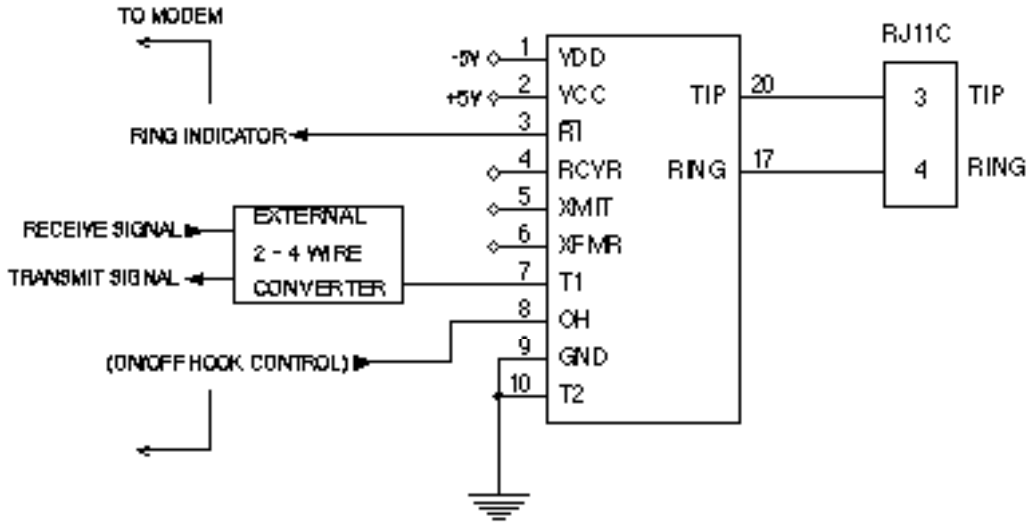 TO MODEM
RJ11C
-5V 1 VDD
+5V 2 VCC TIP 20 3 TIP
RING INDICATOR 3 RI
4 RCVR RING 17 4 RING
5 XMIT
6 XFMR
RECEIVE SIGNAL EXTERNAL
2 - 4 WIRE
TRANSMIT SIGNAL CONVERTER 7 T1
8 OH
(ON/OFF HOOK CONTROL) 9 GND
10 T2